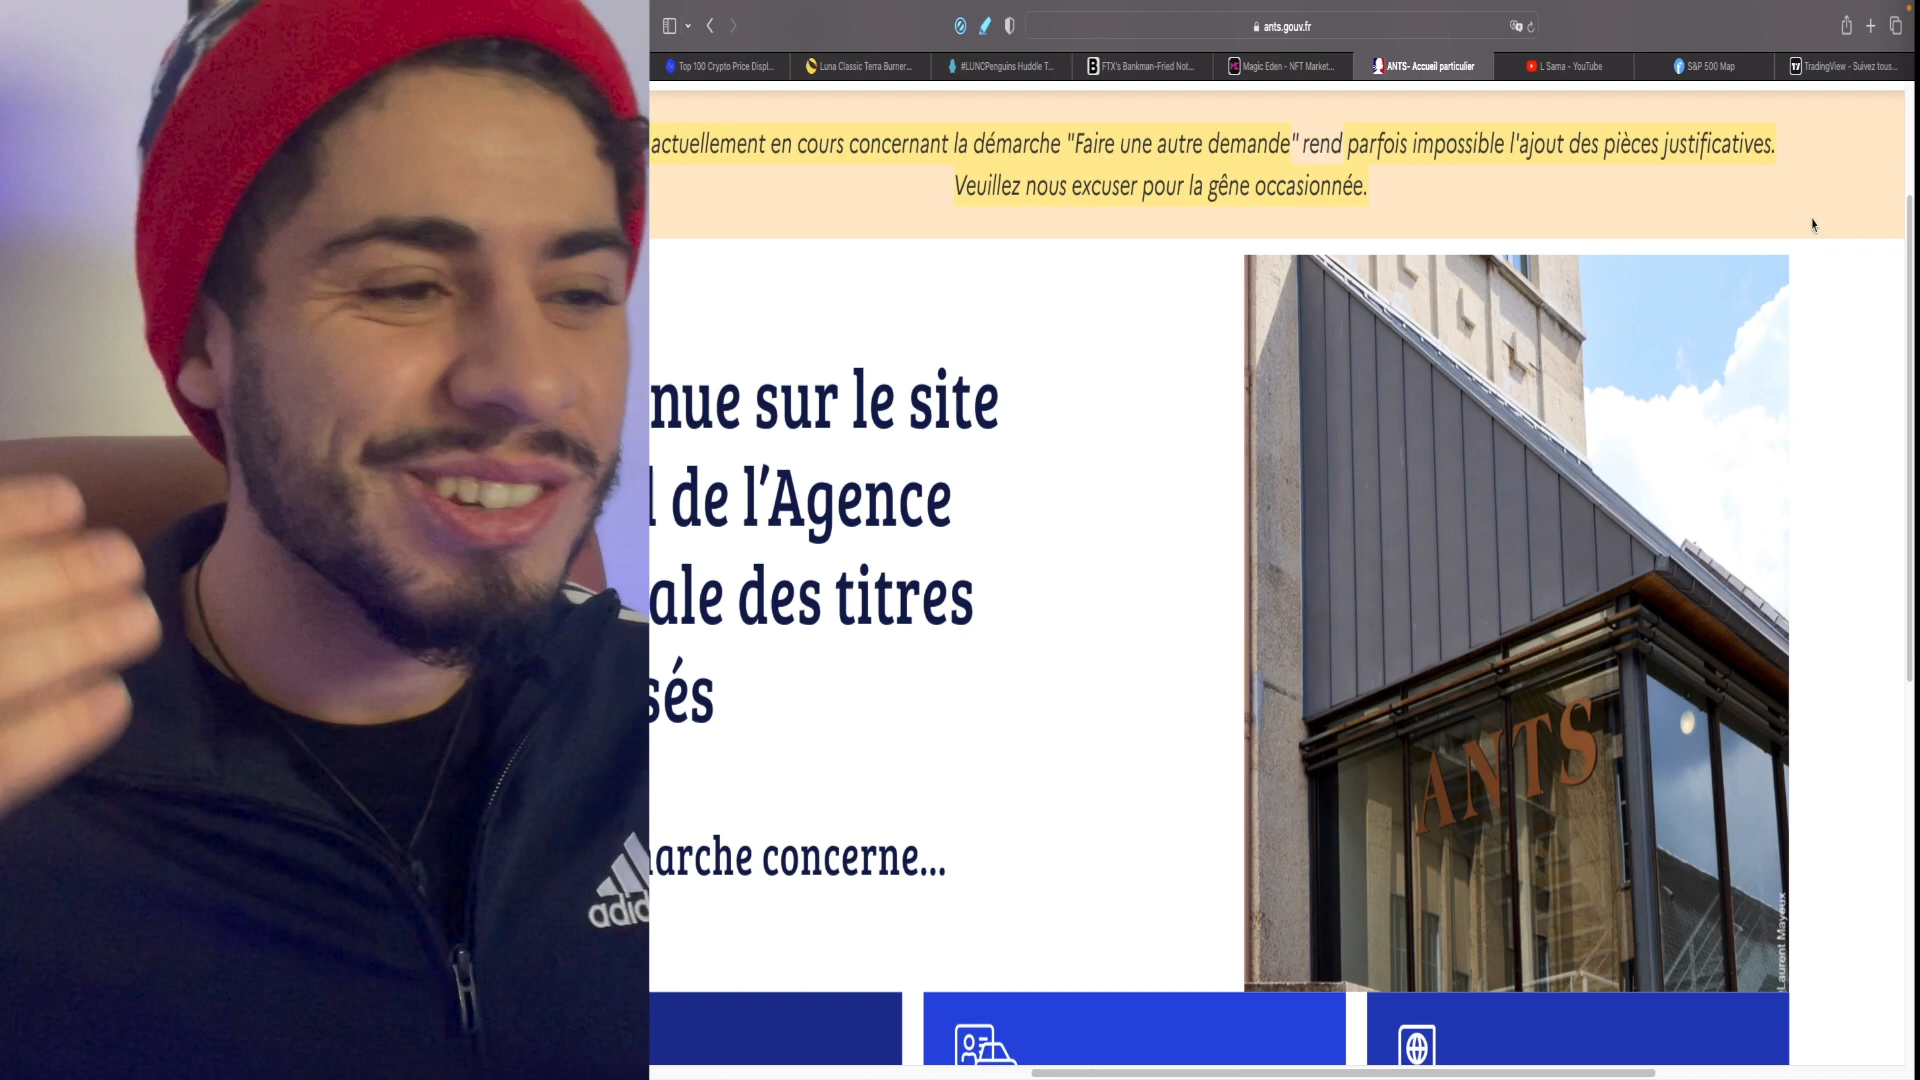 ants.gouv.fr
Top 100 Crypto Price Displ...
Luna Classic Terra Burner...
#LUNCPenguins Huddle T...
FTX's Bankman-Fried Not...
Magic Eden - NFT Market...
ANTS- Accueil particulier
L Sama - YouTube
S&P 500 Map
TradingView - Suivez tous...
actuellement en cours concernant la démarche "Faire une autre demande" rend parfois impossible l'ajout des pièces justificatives.
Veuillez nous excuser pour la gêne occasionnée.
nue sur le site
l de l'Agence
ale des titres
sés
arche concerne...
ANTS
Laurent Mayeux
adid